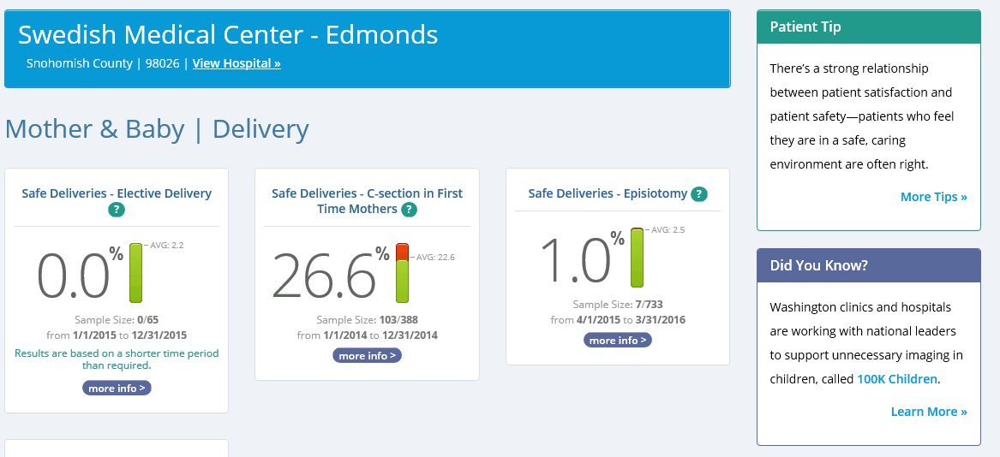 Swedish Medical Center - Edmonds
Snohomish County | 98026 | View Hospital »
Mother & Baby | Delivery
Safe Deliveries - Elective Delivery
?
0.0%
AVG: 2.2
Sample Size: 0/65
from 1/1/2015 to 12/31/2015
Results are based on a shorter time period
than required.
more info >
Safe Deliveries - C-section in First
Time Mothers ?
26.6%
AVG: 22.6
Sample Size: 103/388
from 1/1/2014 to 12/31/2014
more info >
Safe Deliveries - Episiotomy ?
1.0%
AVG: 2.5
Sample Size: 7/733
from 4/1/2015 to 3/31/2016
more info >
Patient Tip
There's a strong relationship
between patient satisfaction and
patient safety—patients who feel
they are in a safe, caring
environment are often right.
More Tips »
Did You Know?
Washington clinics and hospitals
are working with national leaders
to support unnecessary imaging in
children, called 100K Children.
Learn More »